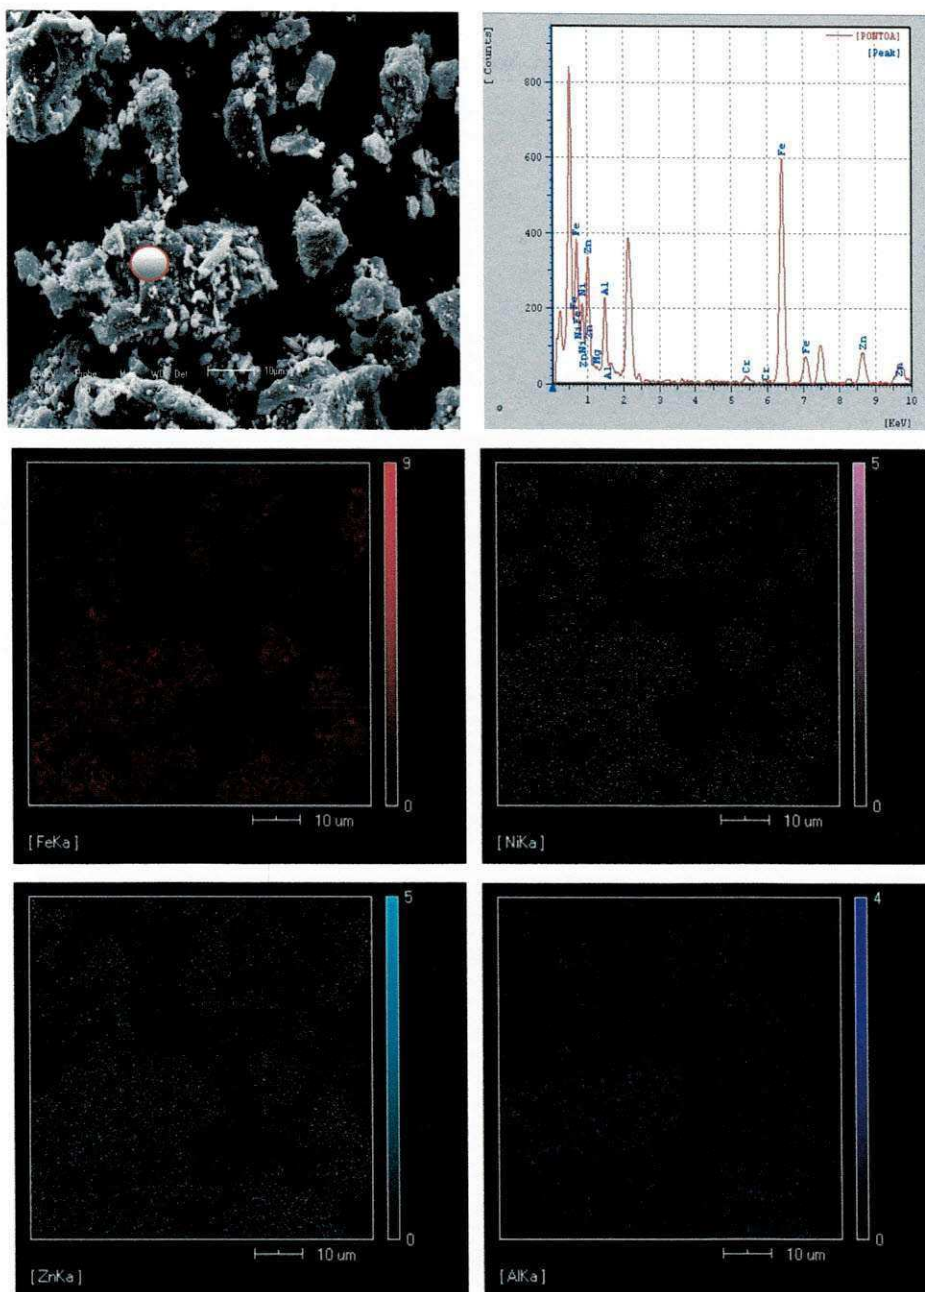 10µm
[PONTOA]
[Peak]
[ Counts]
800
600
400
200
0
Fe
Ni
Zn
Al
Mg
Cr
Cr
Fe
Fe
Zn
Zn
1 2 3 4 5 6 7 8 9 10
[KeV]
9
0
10 um
[FeKa]
5
0
10 um
[NiKa]
5
0
10 um
[ZnKa]
4
0
10 um
[AlKa]